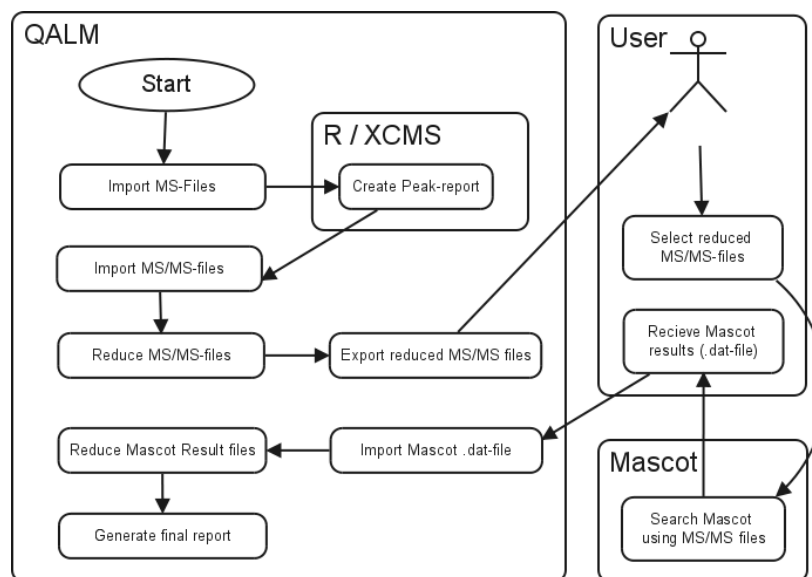 QALM
Start
R / XCMS
Import MS-Files
Create Peak-report
Import MS/MS-files
Reduce MS/MS-files
Export reduced MS/MS files
Reduce Mascot Result files
Import Mascot .dat-file
Generate final report
User
Select reduced
MS/MS-files
Recieve Mascot
results (.dat-file)
Mascot
Search Mascot
using MS/MS files